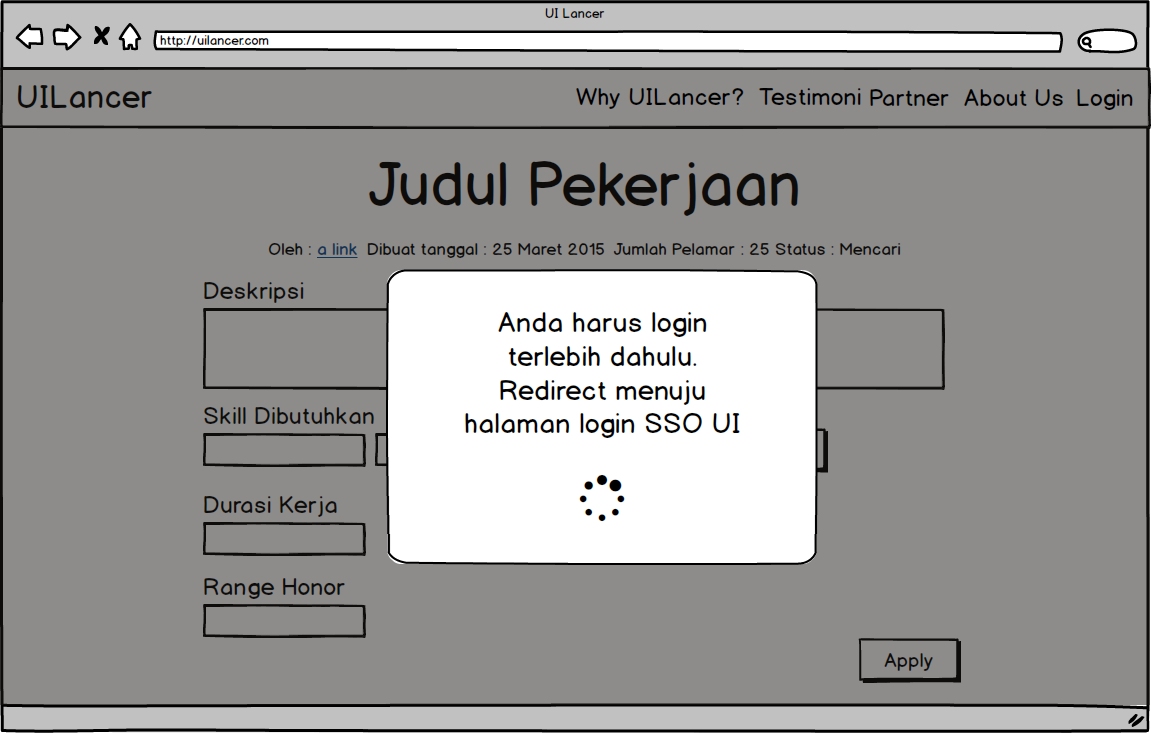 UI Lancer
http://uilancer.com
UILancer
Why UILancer? Testimoni Partner About Us Login
Judul Pekerjaan
Oleh : a link Dibuat tanggal : 25 Maret 2015 Jumlah Pelamar : 25 Status : Mencari
Deskripsi
Anda harus login
terlebih dahulu.
Redirect menuju
halaman login SSO UI
Skill Dibutuhkan
Durasi Kerja
Range Honor
Apply